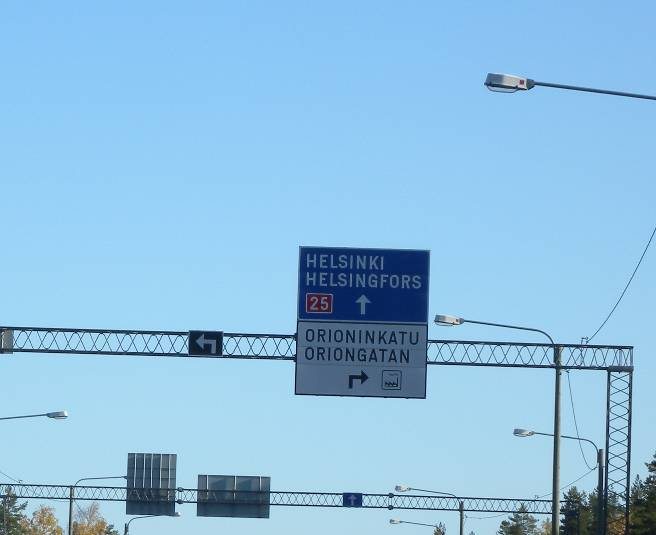 HELSINKI
HELSINGFORS
25
ORIONINKATU
ORIONGATAN